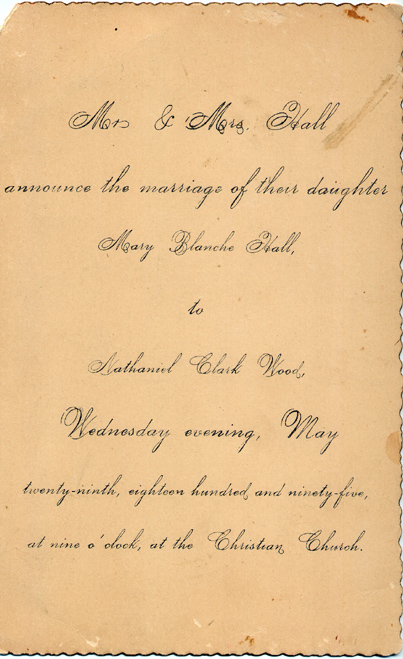 Mr & Mrs. Hall
announce the marriage of their daughter
Mary Blanche Hall,
to
Nathaniel Clark Wood,
Wednesday evening, May
twenty-ninth, eighteen hundred and ninety-five,
at nine o'clock, at the Christian Church.